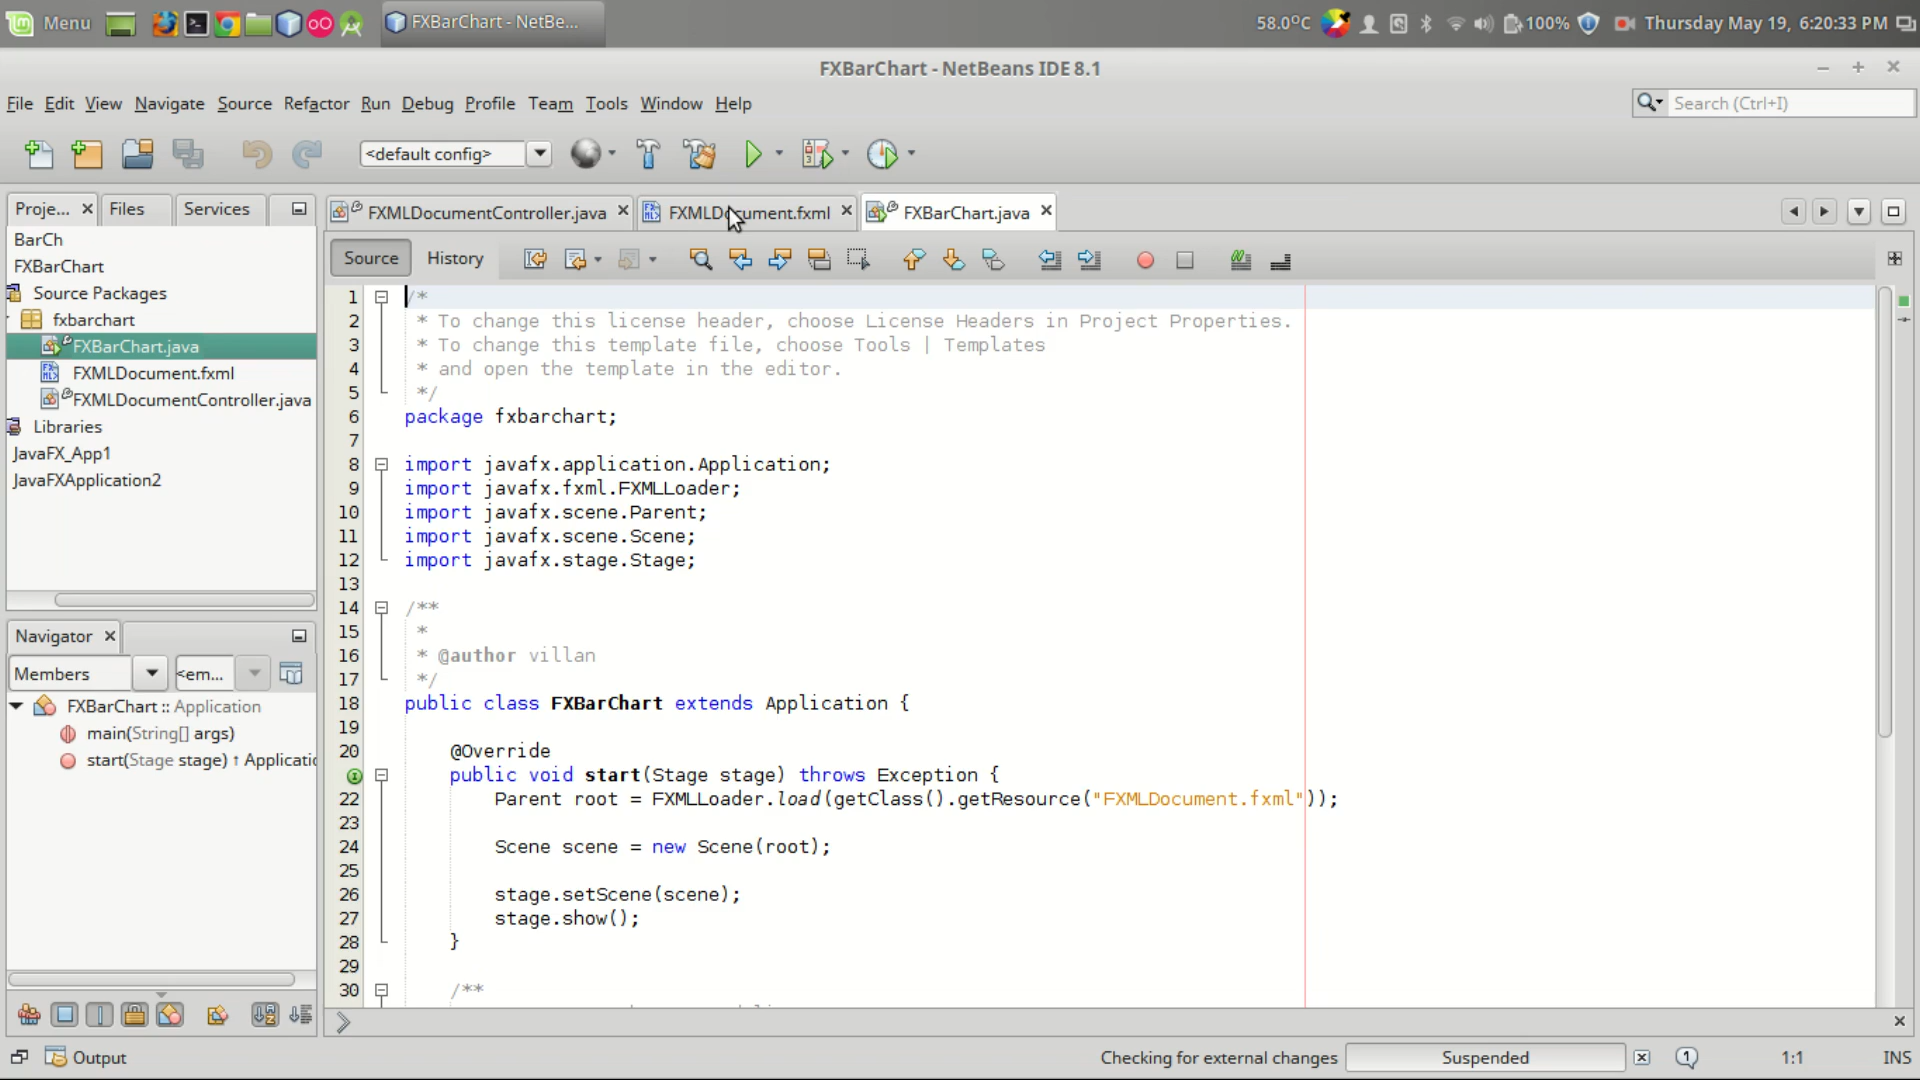 Menu
FXBarChart - NetBe...
58.0°C
100%
Thursday May 19, 6:20:33 PM
FXBarChart - NetBeans IDE 8.1
File Edit View Navigate Source Refactor Run Debug Profile Team Tools Window Help
Search (Ctrl+I)
<default config>
Proje...
Files
Services
FXMLDocumentController.java
FXMLDocument.fxml
FXBarChart.java
Source
History
BarCh
FXBarChart
Source Packages
fxbarchart
FXBarChart.java
FXMLDocument.fxml
FXMLDocumentController.java
Libraries
JavaFX_App1
JavaFXApplication2
Navigator
Members
<em...
FXBarChart :: Application
main(String[] args)
start(Stage stage) ↑ Applicatio
1 /*
2 * To change this license header, choose License Headers in Project Properties.
3 * To change this template file, choose Tools | Templates
4 * and open the template in the editor.
5 */
6 package fxbarchart;
7
8 import javafx.application.Application;
9 import javafx.fxml.FXMLLoader;
10 import javafx.scene.Parent;
11 import javafx.scene.Scene;
12 import javafx.stage.Stage;
13
14 /**
15 *
16 * @author villan
17 */
18 public class FXBarChart extends Application {
19
20 @Override
public void start(Stage stage) throws Exception {
22 Parent root = FXMLLoader.load(getClass().getResource("FXMLDocument.fxml"));
23
24 Scene scene = new Scene(root);
25
26 stage.setScene(scene);
27 stage.show();
28 }
29
30 /**
Output
Checking for external changes
Suspended
1
1:1
INS